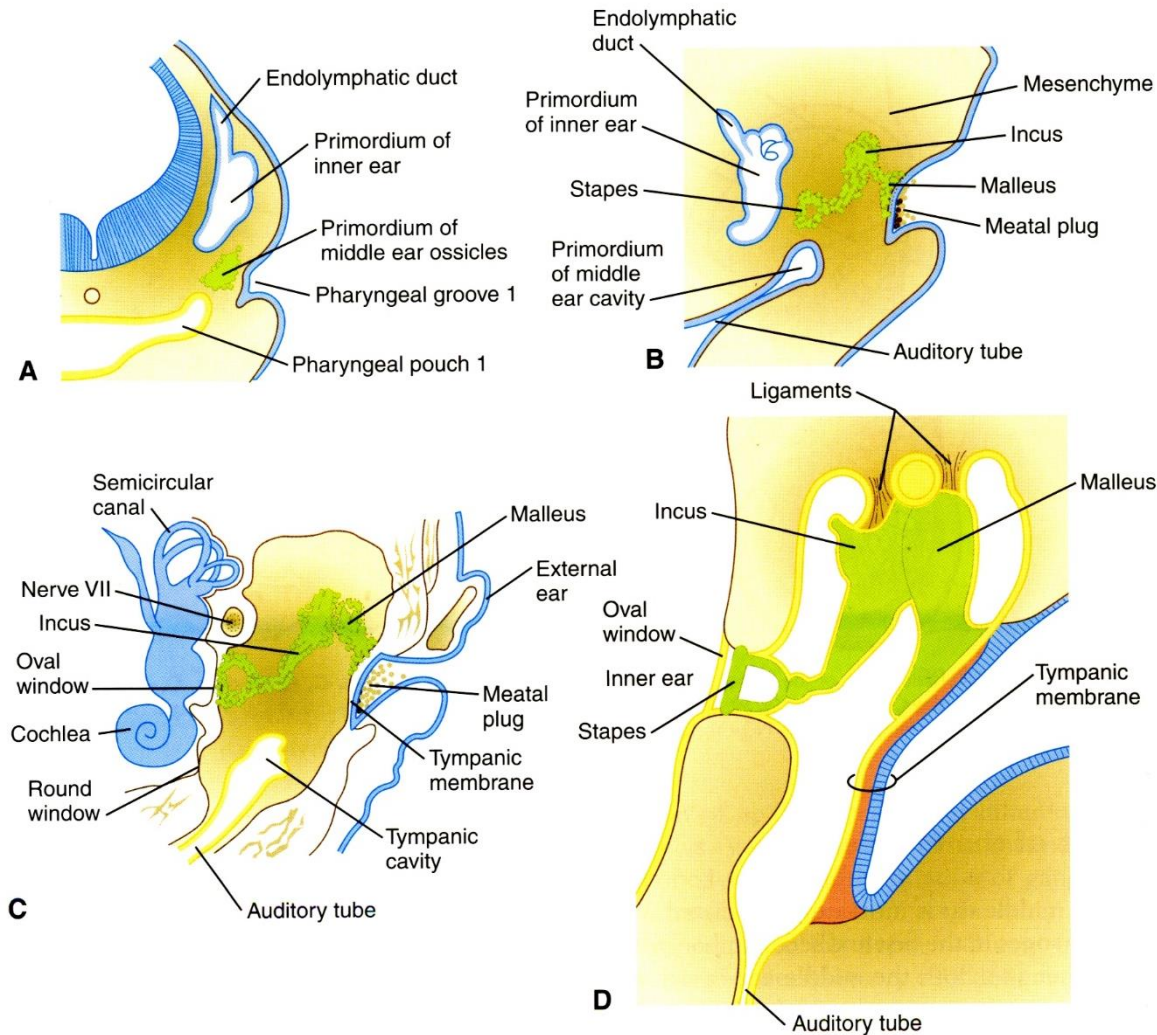 Endolymphatic duct
Primordium of
inner ear
Primordium of
middle ear ossicles
Pharyngeal groove 1
Pharyngeal pouch 1
A
Endolymphatic
duct
Primordium
of inner ear
Stapes
Primordium
of middle
ear cavity
Mesenchyme
Incus
Malleus
Meatal plug
Auditory tube
B
Semicircular
canal
Nerve VII
Incus
Oval
window
Cochlea
Round
window
Malleus
External
ear
Meatal
plug
Tympanic
membrane
Tympanic
cavity
Auditory tube
C
Ligaments
Incus
Malleus
Oval
window
Inner ear
Stapes
Tympanic
membrane
D
Auditory tube